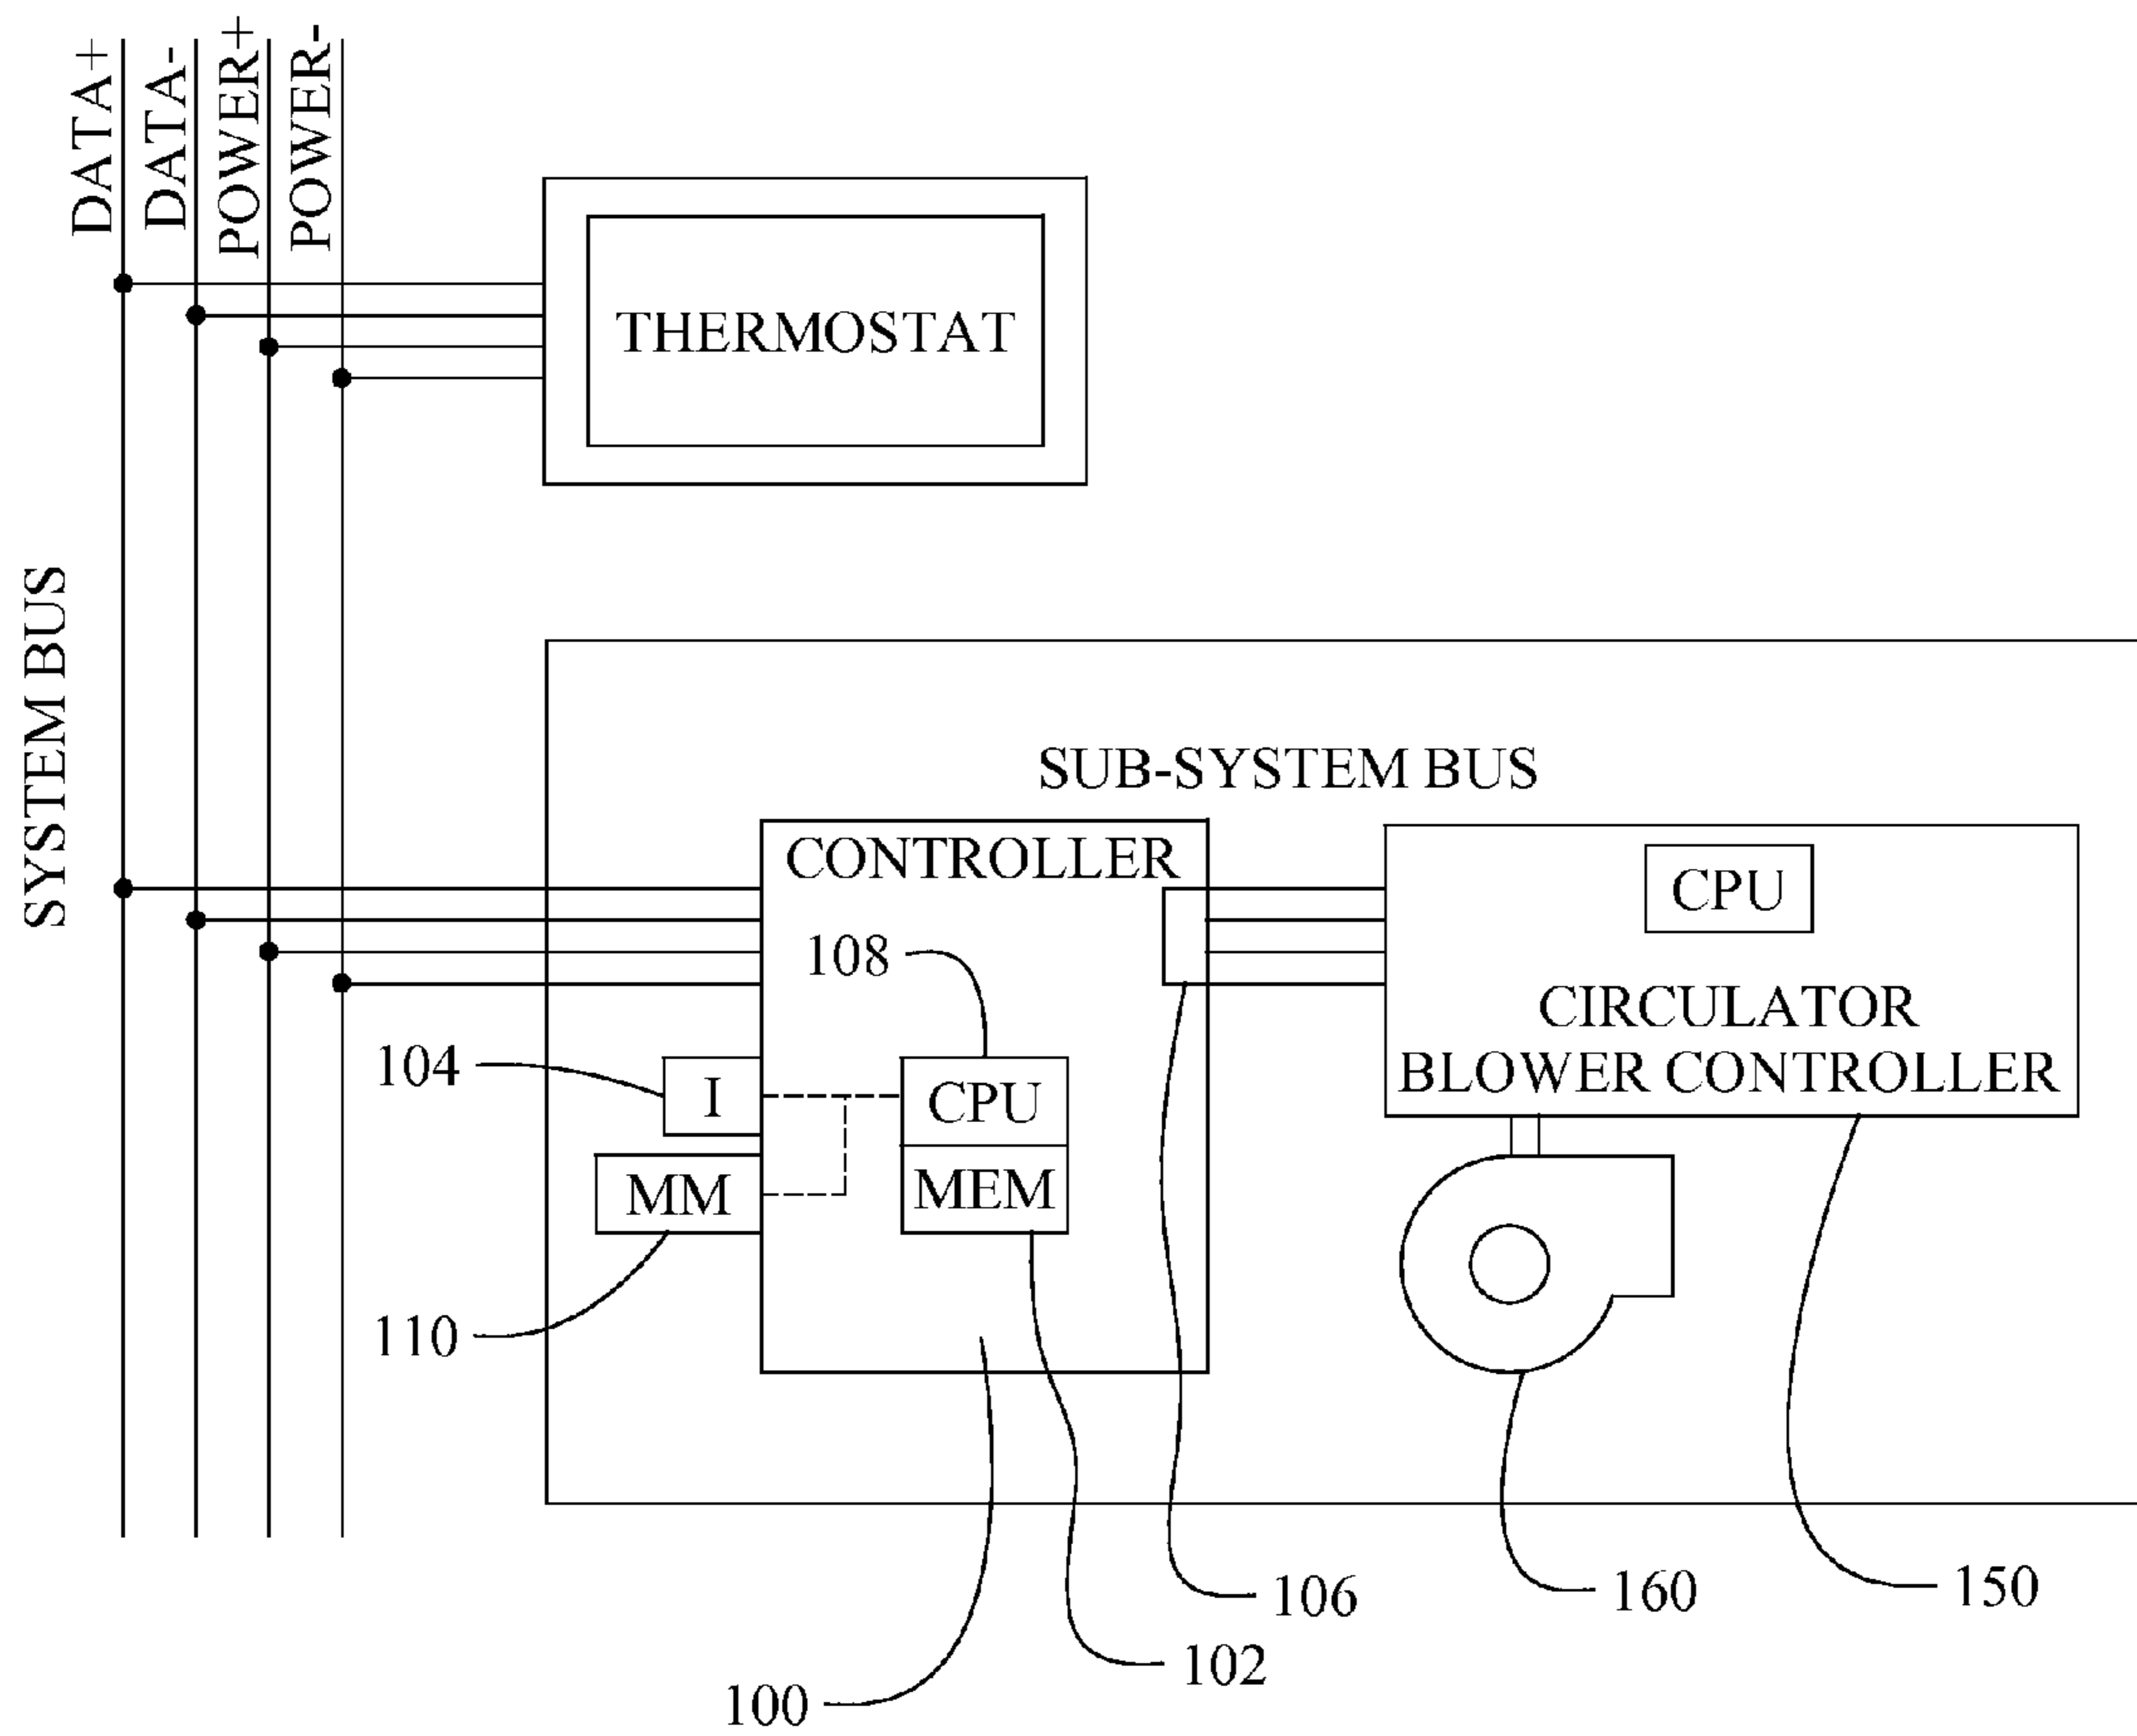 DATA+
DATA-
POWER+
POWER-
THERMOSTAT
SYSTEM BUS
SUB-SYSTEM BUS
CONTROLLER
CPU
108
CIRCULATOR
BLOWER CONTROLLER
104
I
CPU
MM
MEM
110
106
160
150
102
100